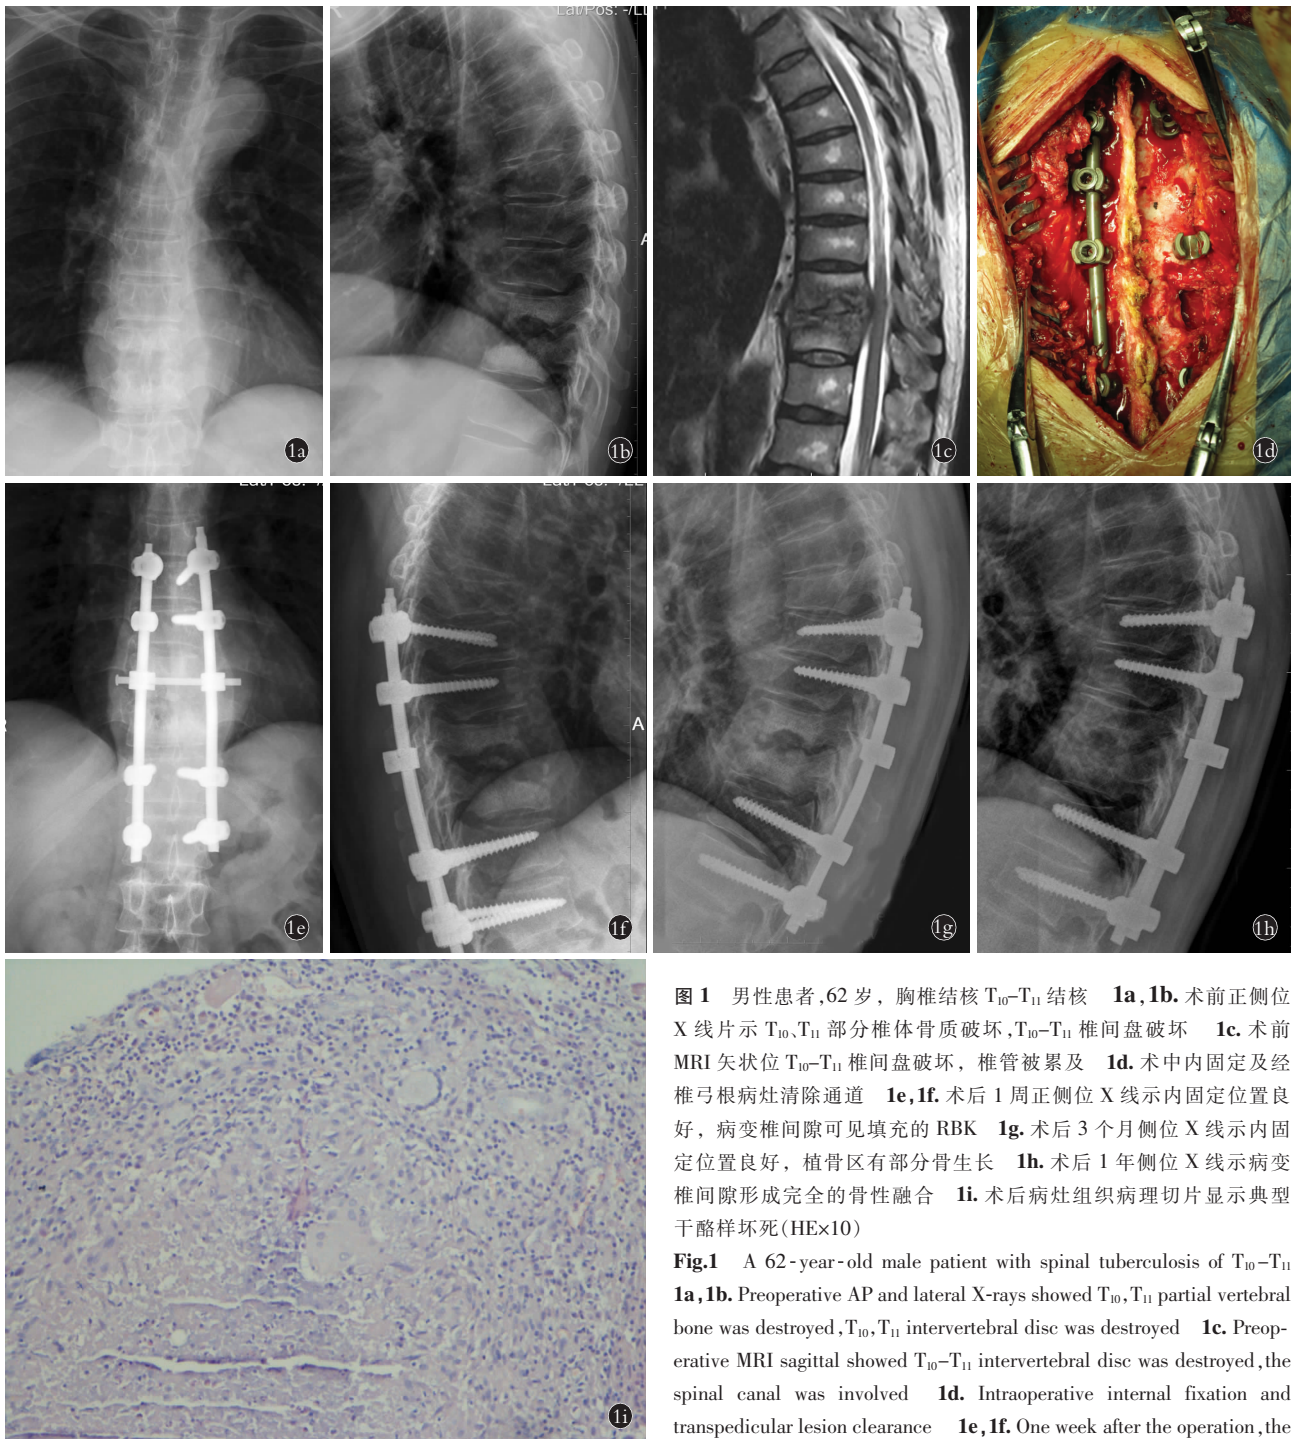 Lat/Pos: -/LL
A
1a
1b
1c
1d
A
1e
1f
1g
1h
1i
图 1 男性患者,62 岁，胸椎结核 T10–T11 结核 1a,1b. 术前正侧位
X 线片示 T10、T11 部分椎体骨质破坏,T10–T11 椎间盘破坏 1c. 术前
MRI 矢状位 T10–T11 椎间盘破坏，椎管被累及 1d. 术中内固定及经
椎弓根病灶清除通道 1e,1f. 术后 1 周正侧位 X 线示内固定位置良
好，病变椎间隙可见填充的 RBK 1g. 术后 3 个月侧位 X 线示内固
定位置良好，植骨区有部分骨生长 1h. 术后 1 年侧位 X 线示病变
椎间隙形成完全的骨性融合 1i. 术后病灶组织病理切片显示典型
干酪样坏死(HE×10)
Fig.1 A 62-year-old male patient with spinal tuberculosis of T10–T11
1a,1b. Preoperative AP and lateral X-rays showed T10,T11 partial vertebral
bone was destroyed,T10,T11 intervertebral disc was destroyed 1c. Preop-
erative MRI sagittal showed T10–T11 intervertebral disc was destroyed,the
spinal canal was involved 1d. Intraoperative internal fixation and
transpedicular lesion clearance 1e,1f. One week after the operation,the